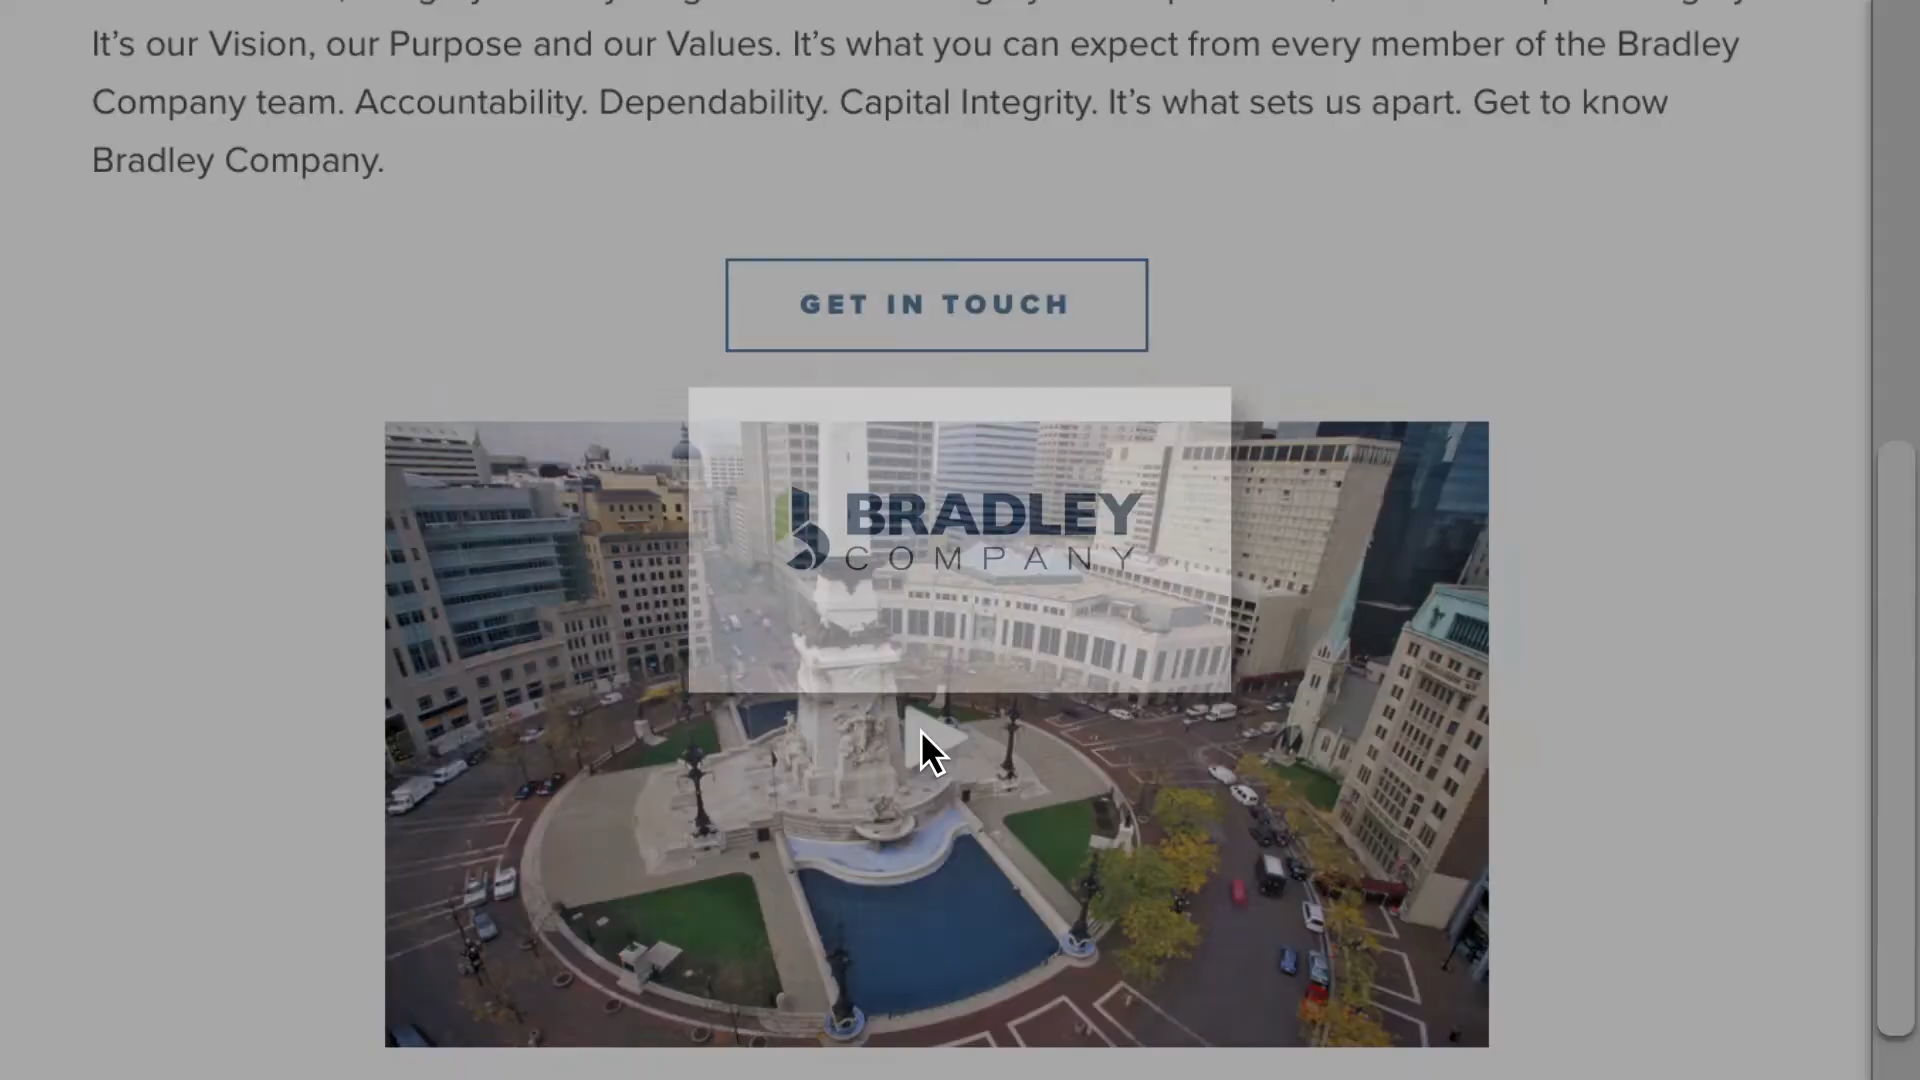 It's our Vision, our Purpose and our Values. It's what you can expect from every member of the Bradley
Company team. Accountability. Dependability. Capital Integrity. It's what sets us apart. Get to know
Bradley Company.
GET IN TOUCH
BRADLEY
COMPANY